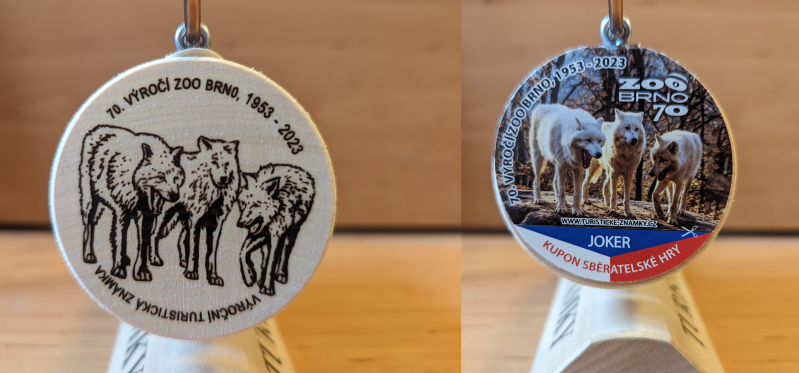 70. VÝROČÍ ZOO BRNO, 1953 - 2023
VÝROČNÍ TURISTICKÁ ZNÁMKA
70. VÝROČÍ ZOO BRNO, 1953 - 2023
ZOO
BRNO
70
WWW.TURISTICKE-ZNAMKY.CZ
JOKER
KUPON SBĚRATELSKÉ HRY